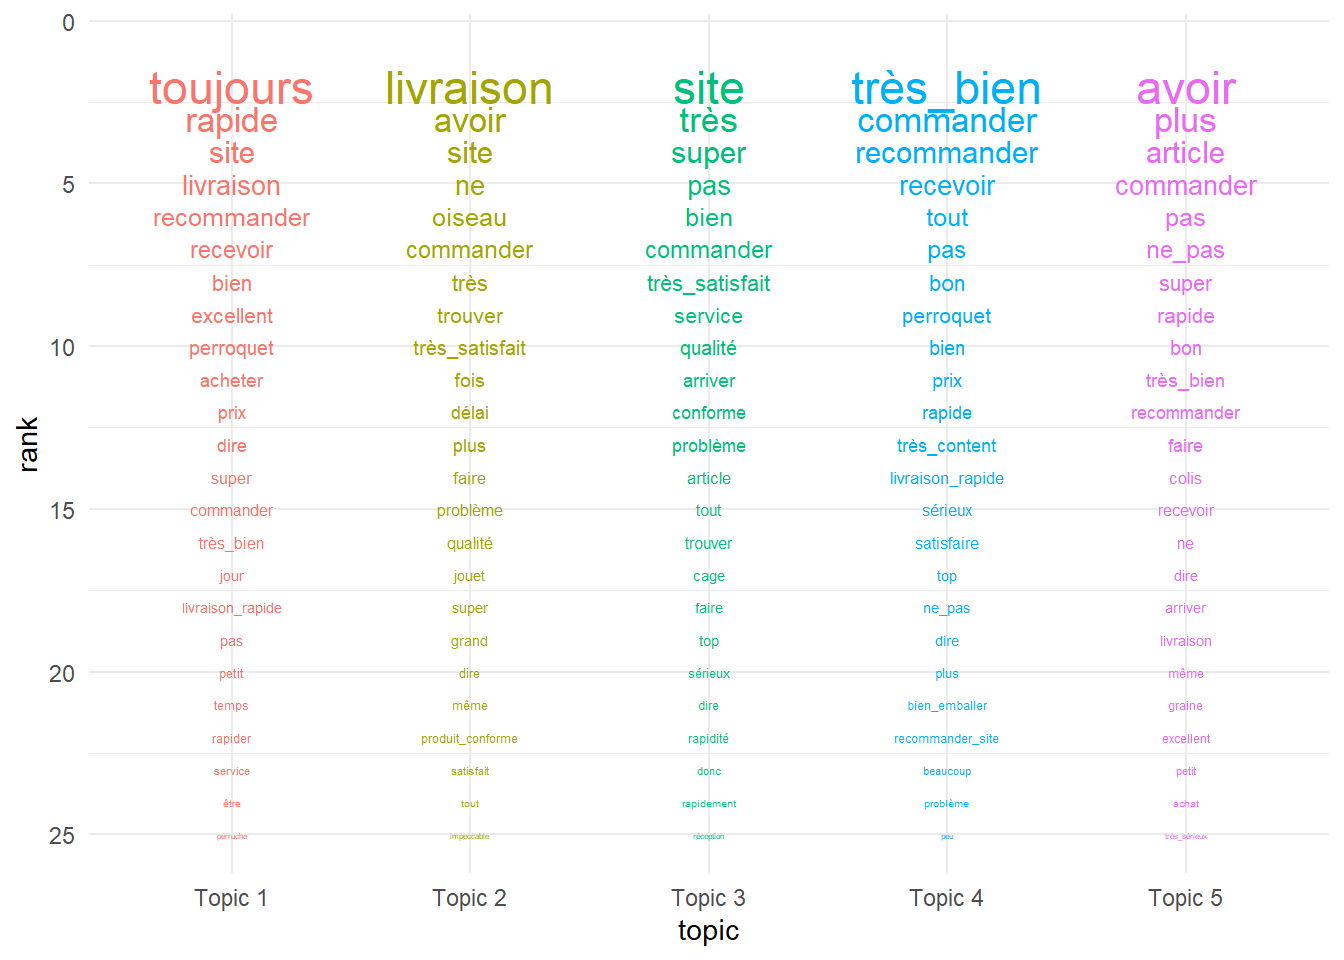 0
toujours livraison site très_bien avoir
rapide avoir très commander plus
site site super recommander article
5 livraison ne pas recevoir commander
recommander oiseau bien tout pas
recevoir commander commander pas ne_pas
bien très très_satisfait bon super
excellent trouver service perroquet rapide
10 perroquet très_satisfait qualité bien bon
acheter fois arriver prix très_bien
prix délai conforme rapide recommander
rank
dire plus problème très_content faire
super faire article livraison_rapide colis
15 commander problème tout sérieux recevoir
très_bien qualité trouver satisfaire ne
jour jouet cage top dire
livraison_rapide super faire ne_pas arriver
pas grand top dire livraison
20 petit dire sérieux plus même
temps même dire bien_emballer graine
rapider produit_conforme rapidité recommander_site excellent
service satisfait donc beaucoup petit
être tout rapidement problème achat
25 perruche impeccable réception peu très_sérieux
Topic 1 Topic 2 Topic 3 Topic 4 Topic 5
topic